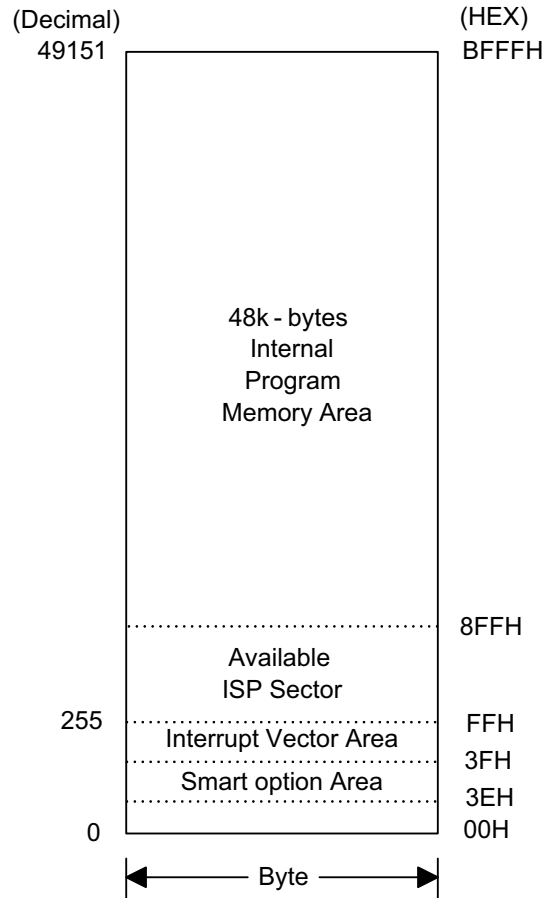 (Decimal) (HEX)
49151 BFFFH
48k - bytes
Internal
Program
Memory Area
8FFH
Available
ISP Sector
255 FFH
Interrupt Vector Area
3FH
Smart option Area
3EH
0 00H
Byte